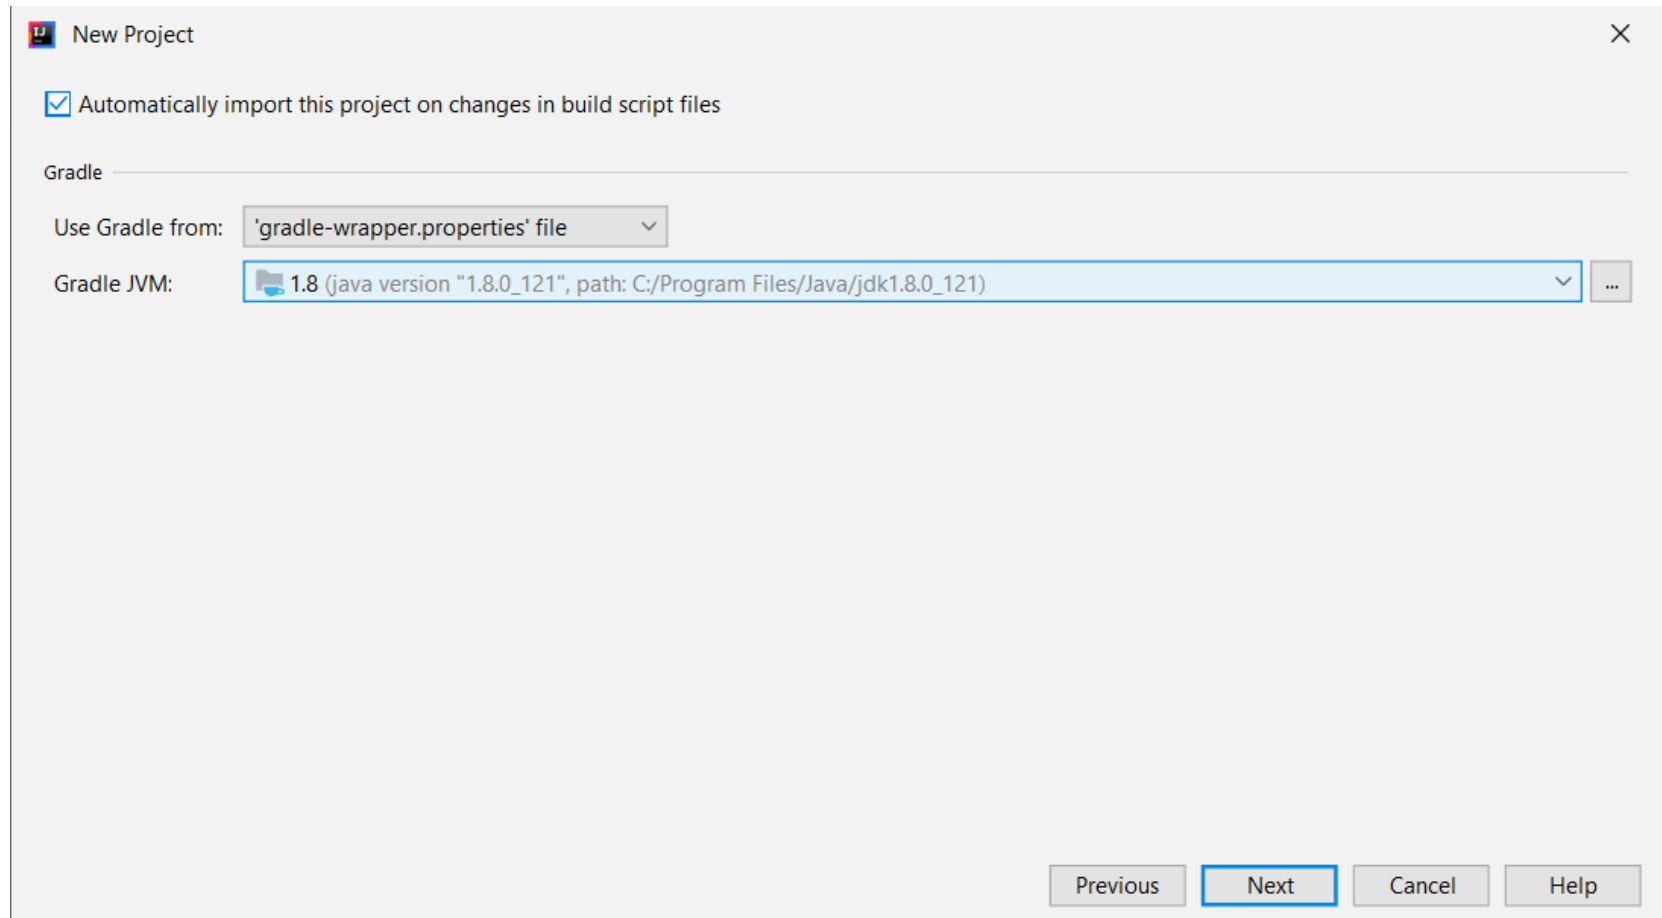 New Project
Automatically import this project on changes in build script files
Gradle
Use Gradle from: 'gradle-wrapper.properties' file
Gradle JVM: 1.8 (java version "1.8.0_121", path: C:/Program Files/Java/jdk1.8.0_121) ...
Previous Next Cancel Help